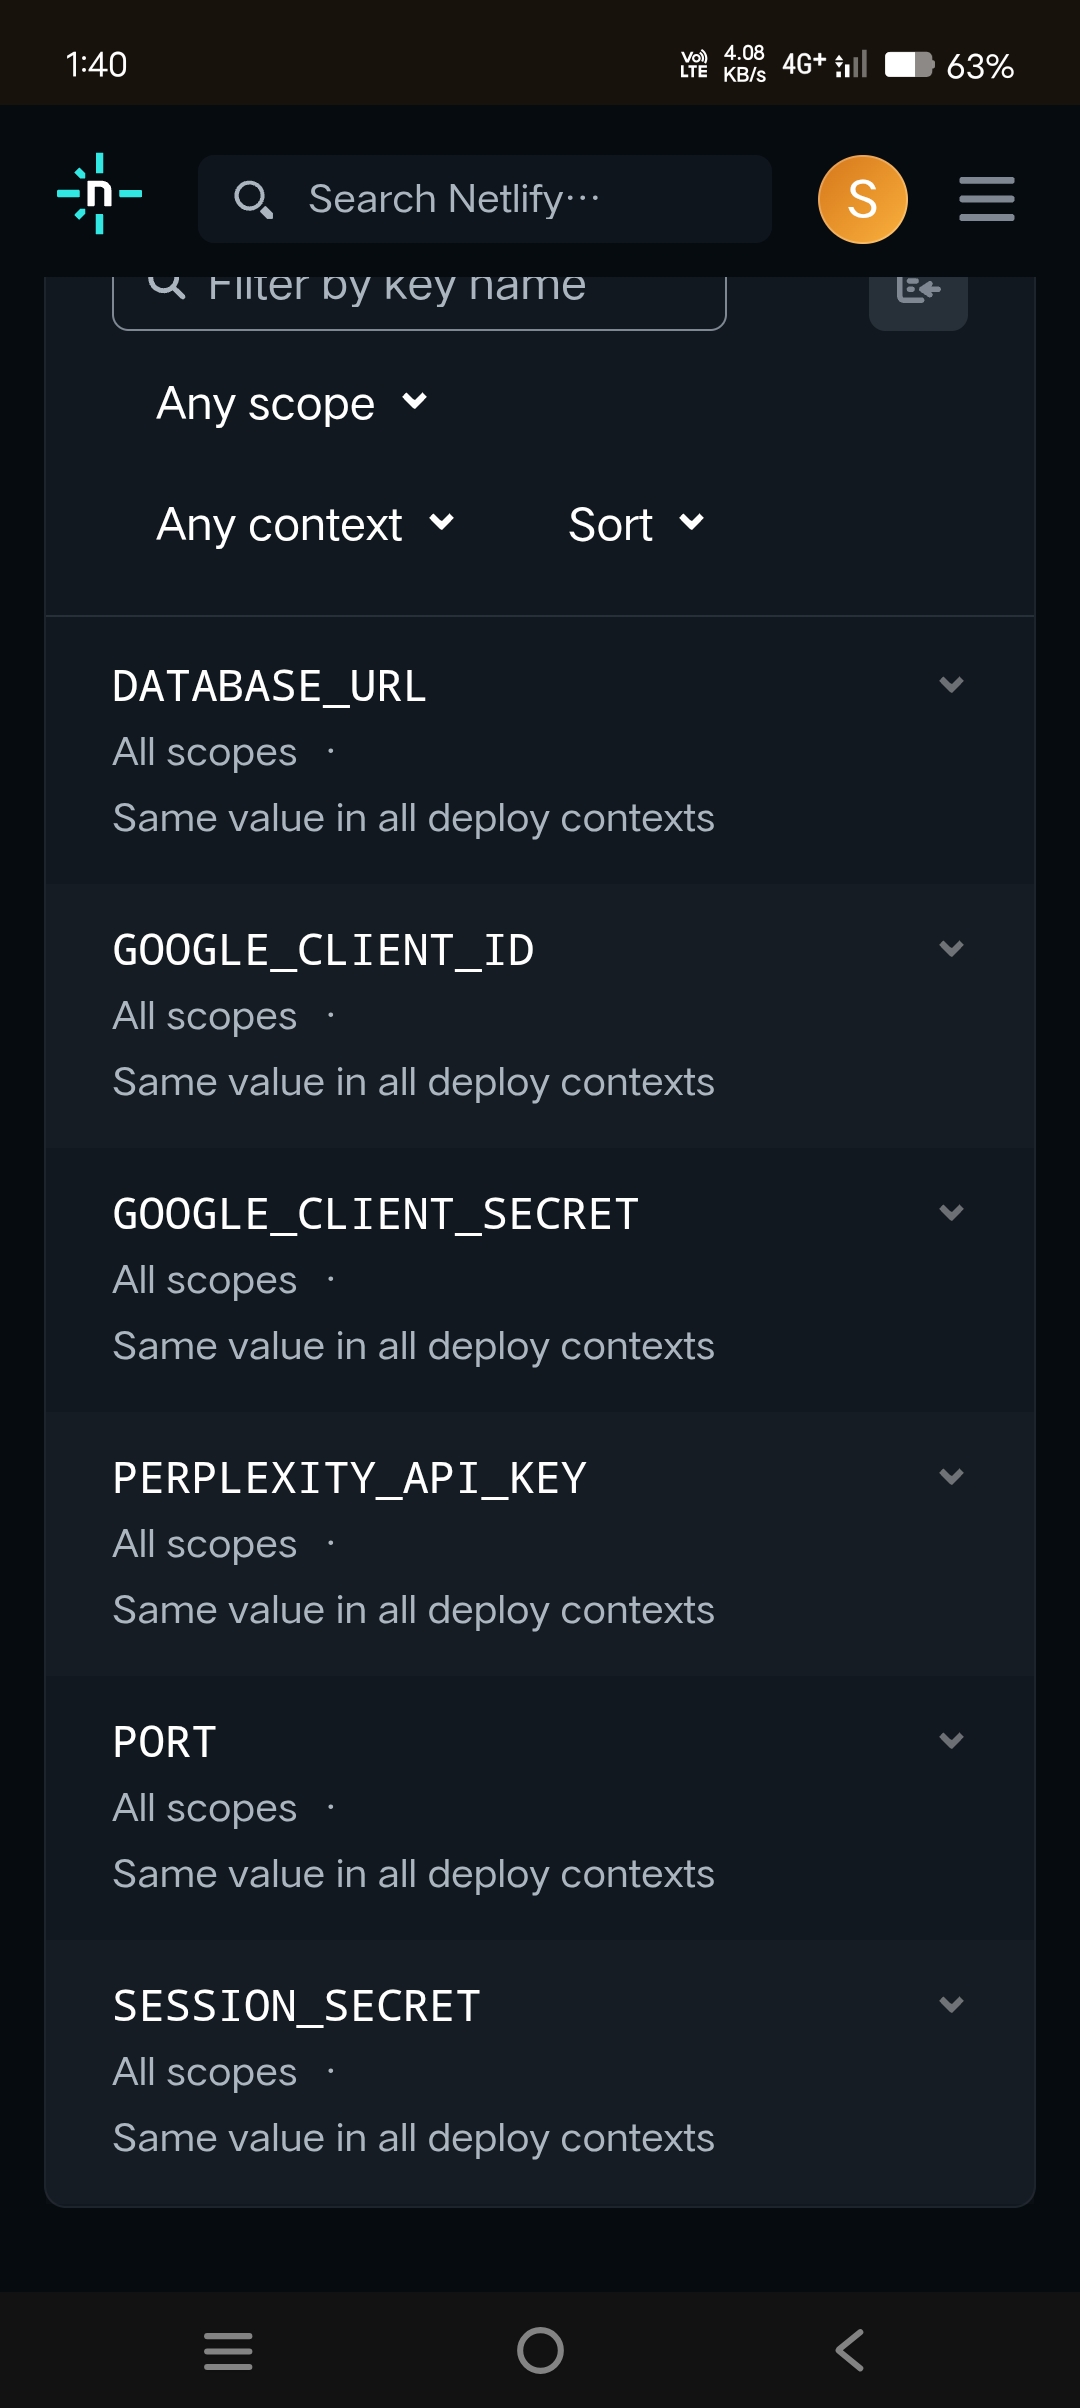 1:40
Vo)) LTE 4.08 KB/s 4G+ 63%
n Search Netlify... S
Filter by key name
Any scope
Any context Sort
DATABASE_URL
All scopes ·
Same value in all deploy contexts
GOOGLE_CLIENT_ID
All scopes ·
Same value in all deploy contexts
GOOGLE_CLIENT_SECRET
All scopes ·
Same value in all deploy contexts
PERPLEXITY_API_KEY
All scopes ·
Same value in all deploy contexts
PORT
All scopes ·
Same value in all deploy contexts
SESSION_SECRET
All scopes ·
Same value in all deploy contexts